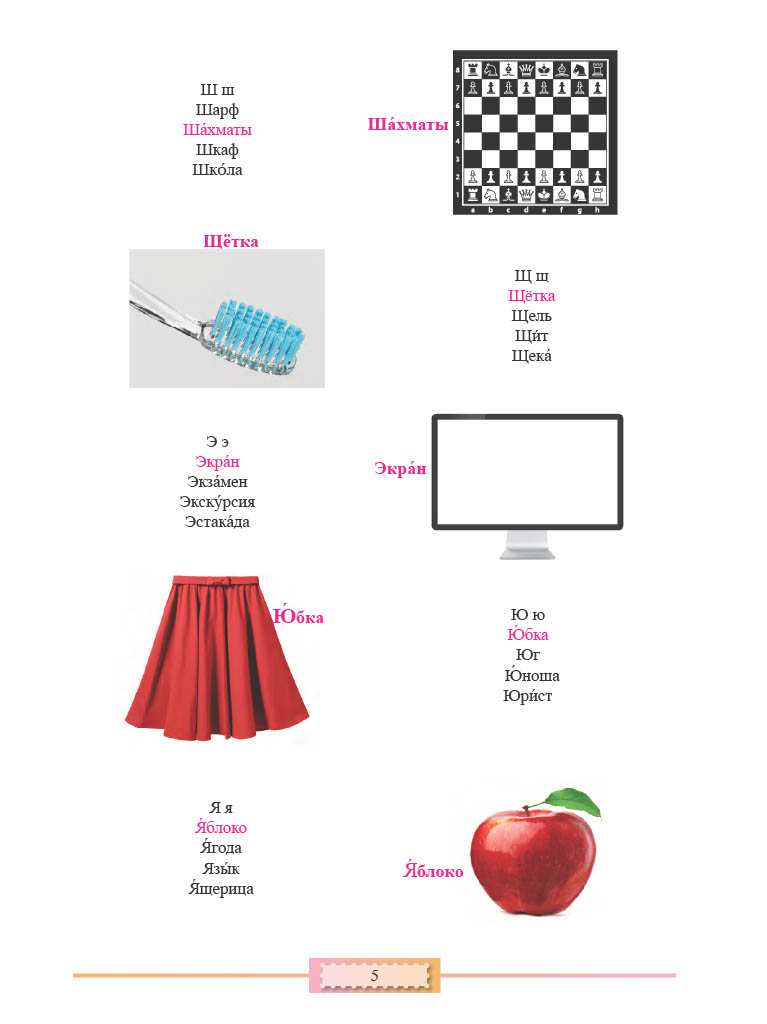 Ш ш
Шарф
Ша́хматы
Шкаф
Шко́ла
Ша́хматы
8
7
6
5
4
3
2
1
a b c d e f g h
Щётка
Щ щ
Щётка
Щель
Щи́т
Щека́
Э э
Экра́н
Экза́мен
Экску́рсия
Эстака́да
Экра́н
Ю́бка
Ю ю
Ю́бка
Юг
Ю́ноша
Юри́ст
Я я
Я́блоко
Я́года
Язы́к
Я́щерица
Я́блоко
5